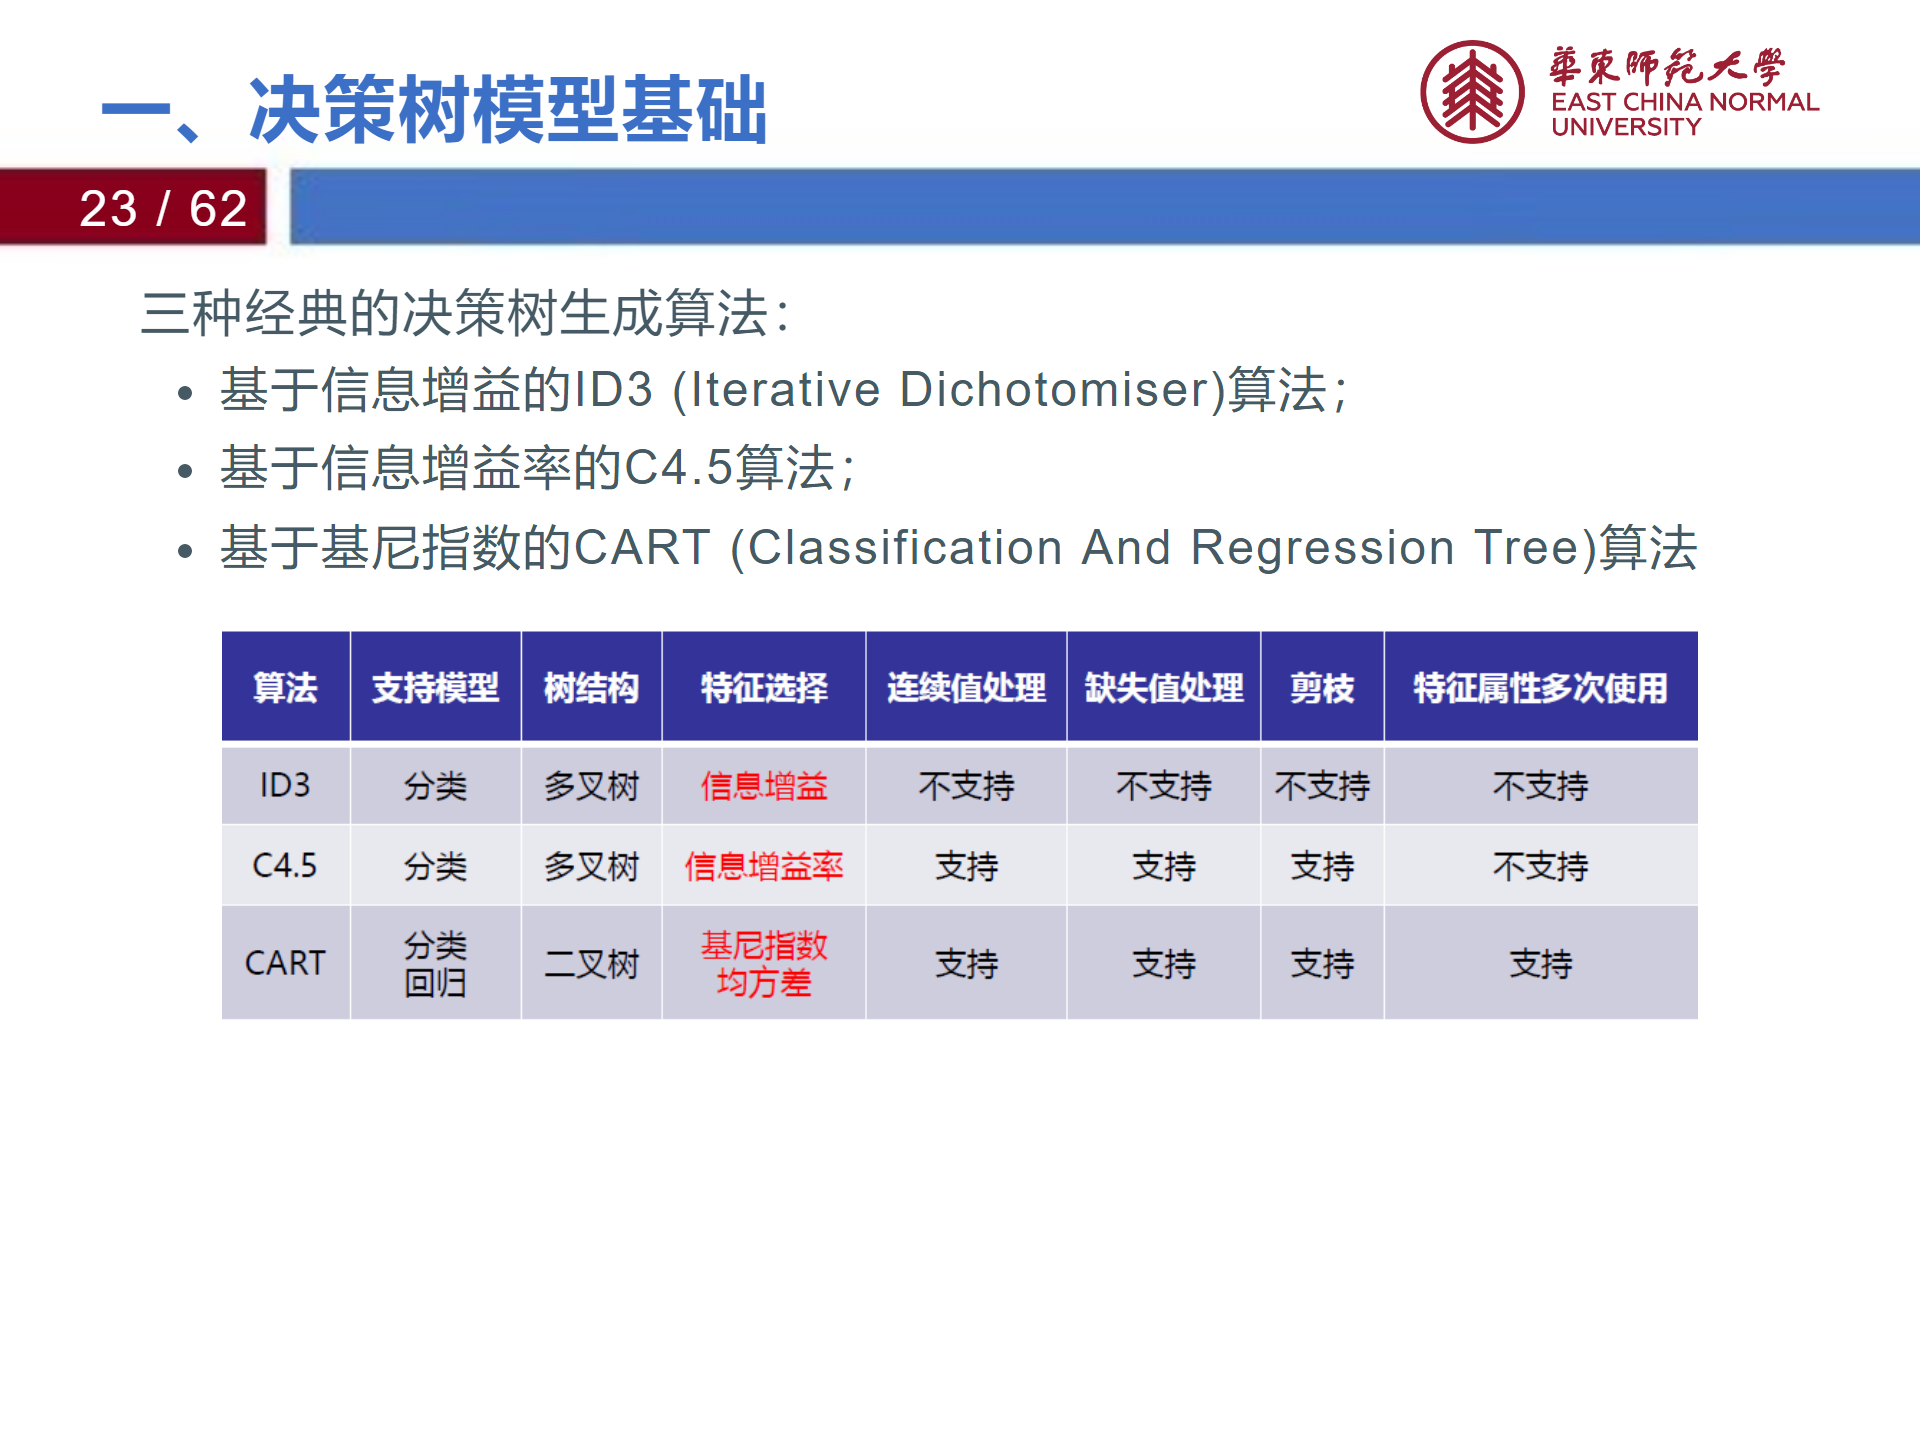 一、决策树模型基础
華東師範大學
EAST CHINA NORMAL
UNIVERSITY
23 / 62
三种经典的决策树生成算法：
• 基于信息增益的ID3 (Iterative Dichotomiser)算法；
• 基于信息增益率的C4.5算法；
• 基于基尼指数的CART (Classification And Regression Tree)算法
算法 支持模型 树结构 特征选择 连续值处理 缺失值处理 剪枝 特征属性多次使用
ID3 分类 多叉树 信息增益 不支持 不支持 不支持 不支持
C4.5 分类 多叉树 信息增益率 支持 支持 支持 不支持
CART 分类 回归 二叉树 基尼指数 均方差 支持 支持 支持 支持